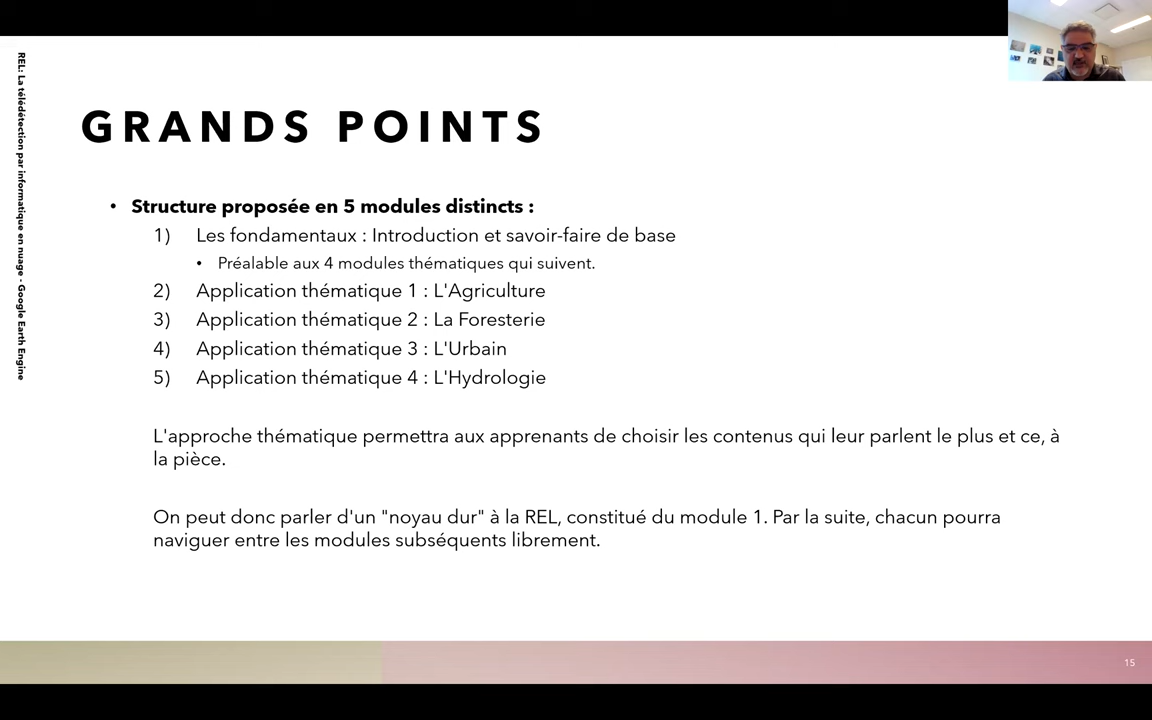 REL: La télédétection par informatique en nuage - Google Earth Engine
GRANDS POINTS
• Structure proposée en 5 modules distincts :
1) Les fondamentaux : Introduction et savoir-faire de base
• Préalable aux 4 modules thématiques qui suivent.
2) Application thématique 1 : L'Agriculture
3) Application thématique 2 : La Foresterie
4) Application thématique 3 : L'Urbain
5) Application thématique 4 : L'Hydrologie
L'approche thématique permettra aux apprenants de choisir les contenus qui leur parlent le plus et ce, à
la pièce.
On peut donc parler d'un "noyau dur" à la REL, constitué du module 1. Par la suite, chacun pourra
naviguer entre les modules subséquents librement.
15